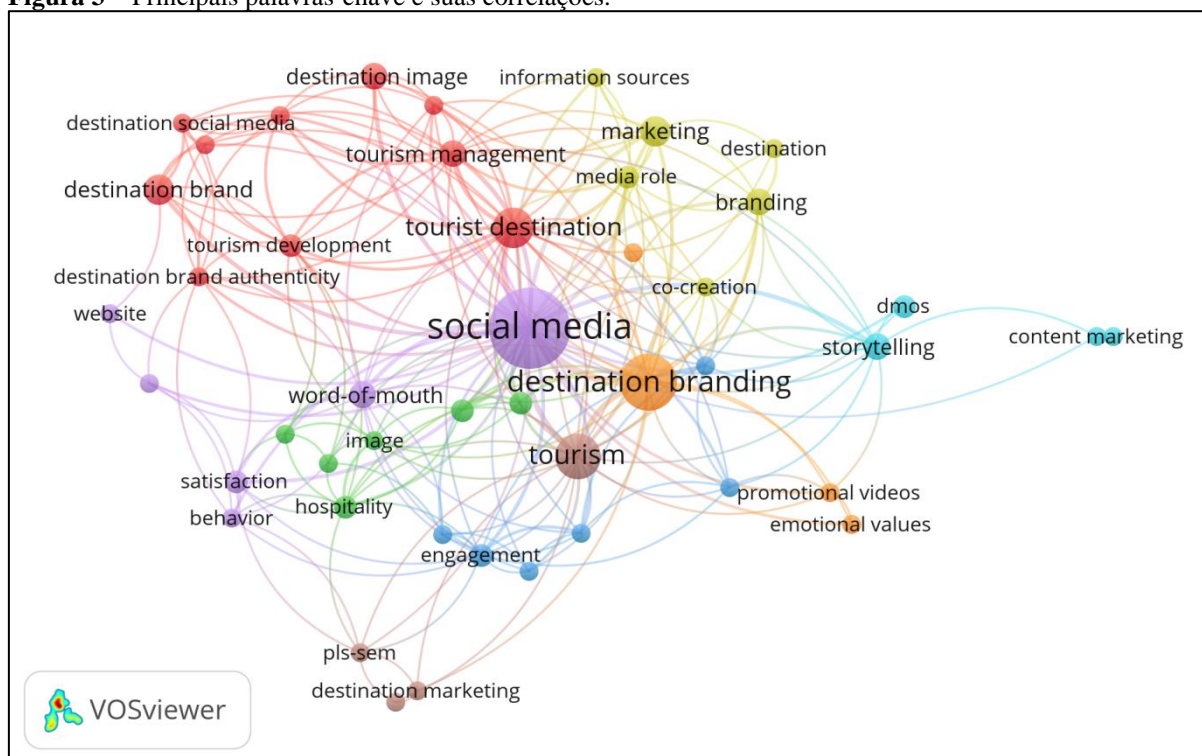 Figura 3 – Principais palavras-chave e suas correlações.
destination image
information sources
destination social media
marketing
tourism management
destination
destination brand
media role
branding
tourist destination
tourism development
destination brand authenticity
co-creation
website
dmos
social media
content marketing
storytelling
destination branding
word-of-mouth
image
tourism
satisfaction
promotional videos
behavior
hospitality
emotional values
engagement
pls-sem
destination marketing
VOSviewer